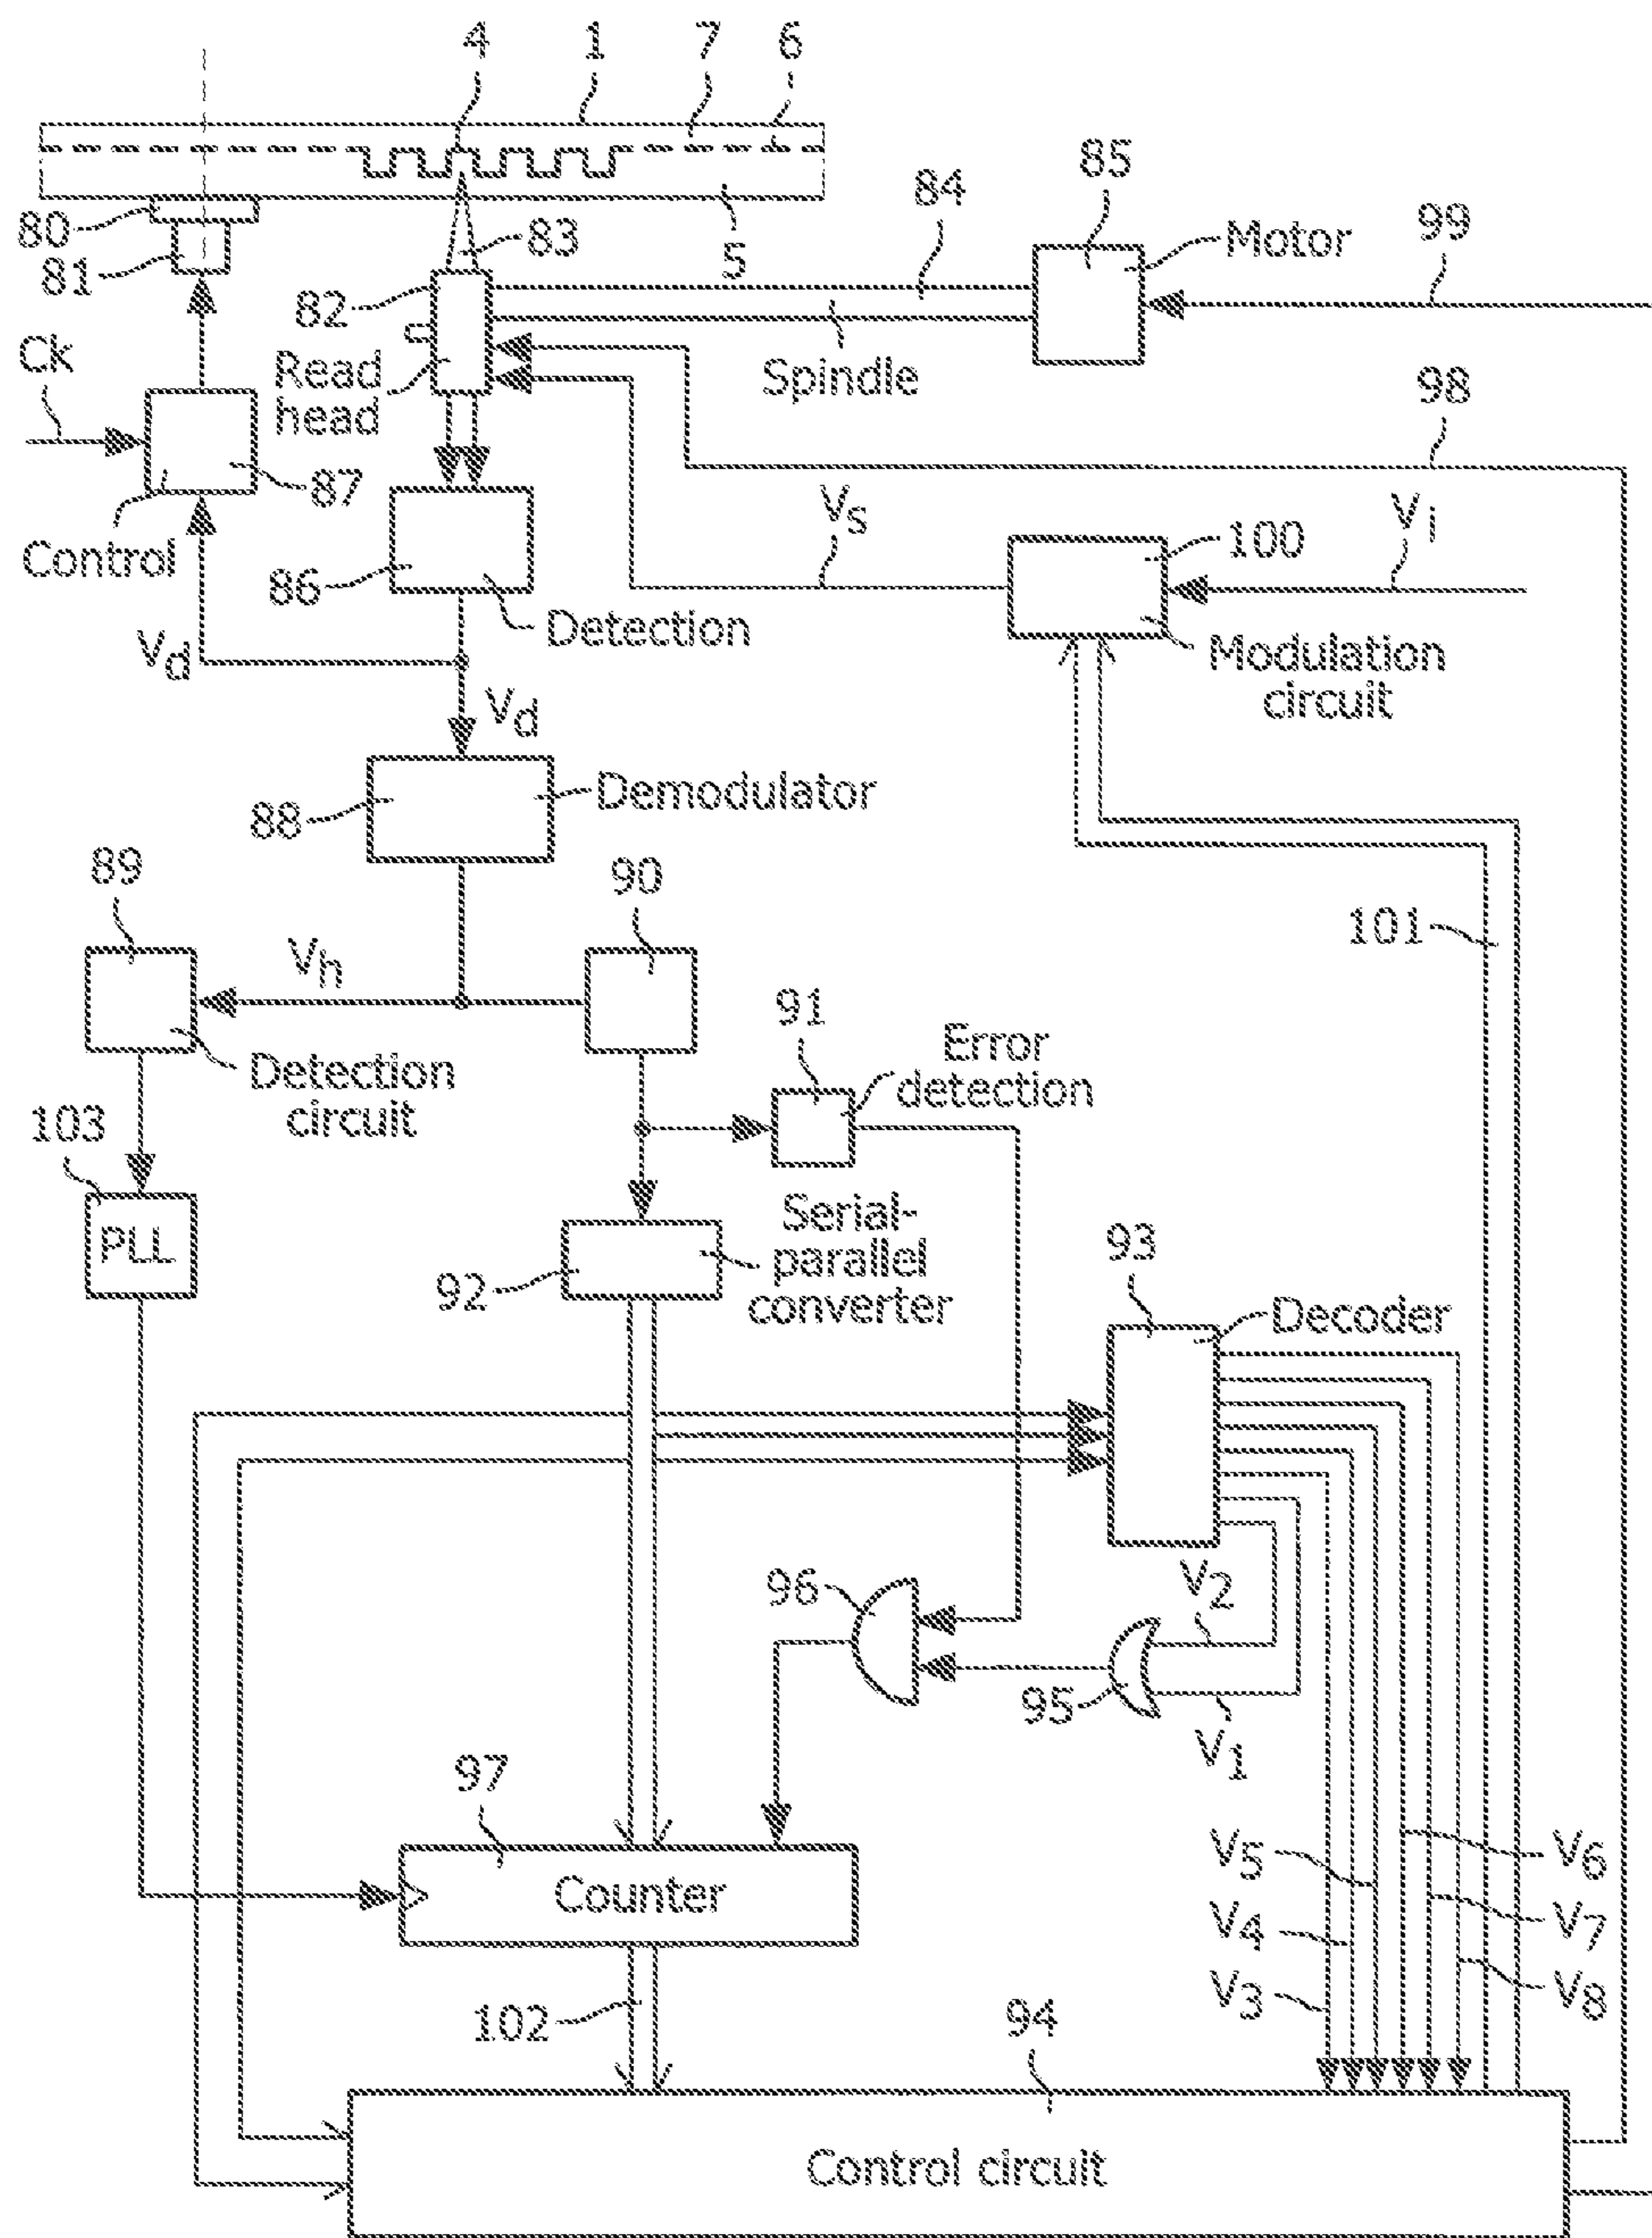 4 1 7 6
80
81
83
5
84
85
Motor
99
82
Read
head
Spindle
Ck
98
87
Control
Vs
Vi
100
86
Detection
Modulation
circuit
Vd
Vd
88
Demodulator
89
90
Vh
101
91
Error
detection
Detection
circuit
103
PLL
Serial-
parallel
converter
92
93
Decoder
96
V2
95
V1
97
Counter
V5
V6
V4
V7
V3
V8
102
94
Control circuit